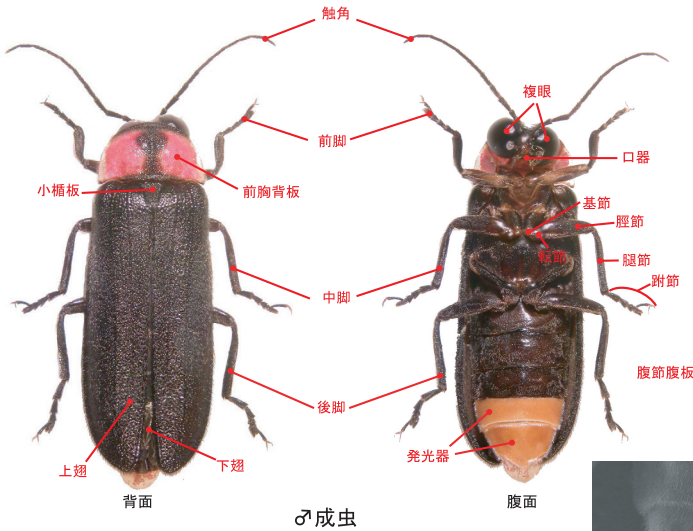 触角
複眼
前脚
口器
小楯板
前胸背板
基節
脛節
転節
腿節
跗節
中脚
腹節腹板
後脚
発光器
上翅
下翅
背面
腹面
♂成虫